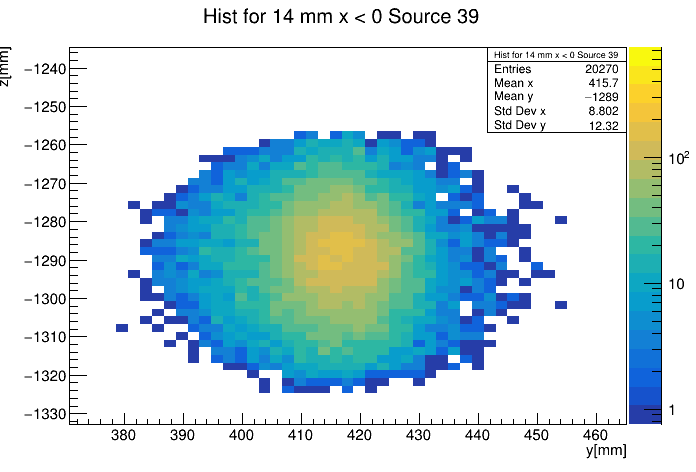 Hist for 14 mm x < 0 Source 39
z[mm]
Hist for 14 mm x < 0 Source 39
Entries 20270
Mean x 415.7
Mean y −1289
Std Dev x 8.802
Std Dev y 12.32
−1240
−1250
−1260
−1270
−1280
−1290
−1300
−1310
−1320
−1330
10²
10
1
380 390 400 410 420 430 440 450 460
y[mm]